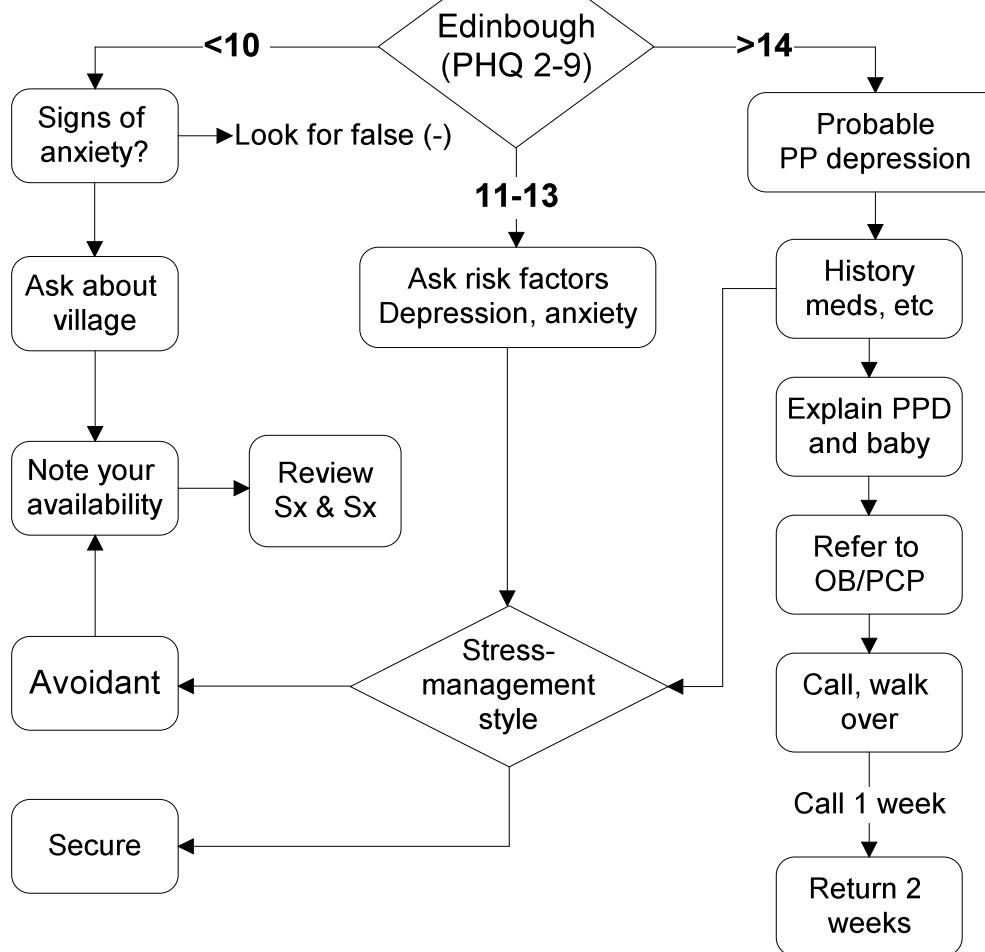 Edinbough
(PHQ 2-9)
<10
>14
Signs of
anxiety?
Look for false (-)
Probable
PP depression
11-13
Ask about
village
Ask risk factors
Depression, anxiety
History
meds, etc
Explain PPD
and baby
Note your
availability
Review
Sx & Sx
Refer to
OB/PCP
Avoidant
Stress-
management
style
Call, walk
over
Call 1 week
Secure
Return 2
weeks